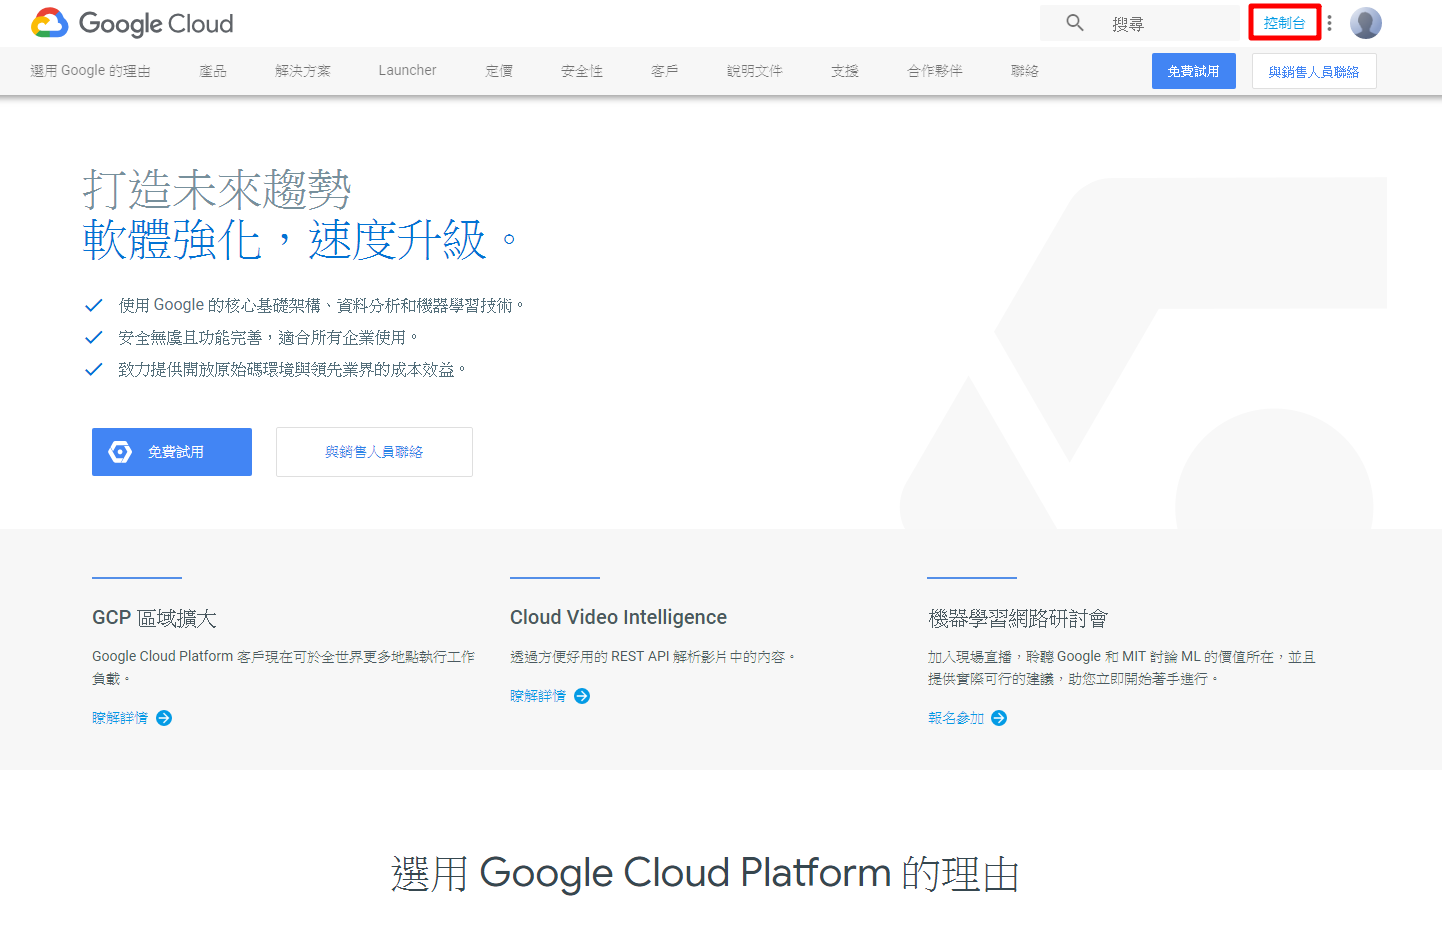 Google Cloud
搜尋
控制台
選用 Google 的理由
產品
解決方案
Launcher
定價
安全性
客戶
說明文件
支援
合作夥伴
聯絡
免費試用
與銷售人員聯絡
打造未來趨勢
軟體強化，速度升級。
使用 Google 的核心基礎架構、資料分析和機器學習技術。
安全無虞且功能完善，適合所有企業使用。
致力提供開放原始碼環境與領先業界的成本效益。
免費試用
與銷售人員聯絡
GCP 區域擴大
Google Cloud Platform 客戶現在可於全世界更多地點執行工作
負載。
瞭解詳情
Cloud Video Intelligence
透過方便好用的 REST API 解析影片中的內容。
瞭解詳情
機器學習網路研討會
加入現場直播，聆聽 Google 和 MIT 討論 ML 的價值所在，並且
提供實際可行的建議，助您立即開始著手進行。
報名參加
選用 Google Cloud Platform 的理由